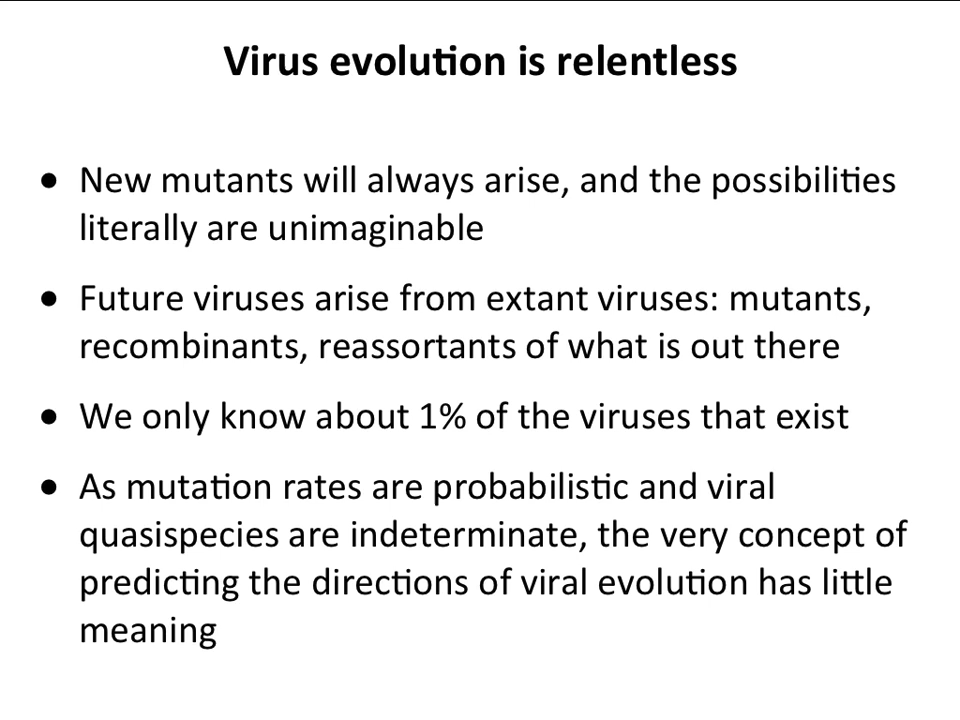 Virus evolution is relentless
• New mutants will always arise, and the possibilities
literally are unimaginable
• Future viruses arise from extant viruses: mutants,
recombinants, reassortants of what is out there
• We only know about 1% of the viruses that exist
• As mutation rates are probabilistic and viral
quasispecies are indeterminate, the very concept of
predicting the directions of viral evolution has little
meaning